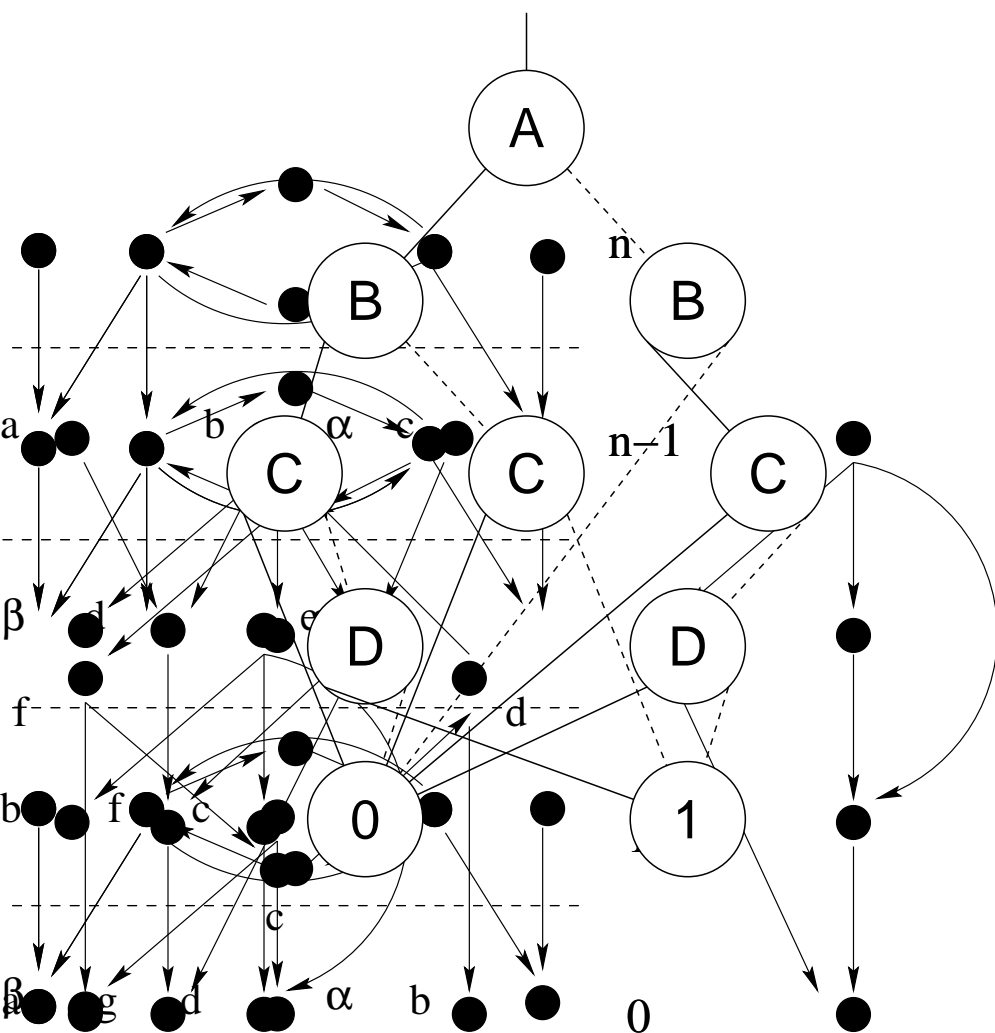 A
n
B B
a b α c n−1
C C C
β d e D D
f d
b f c 0 1
c
β a g d α b 0